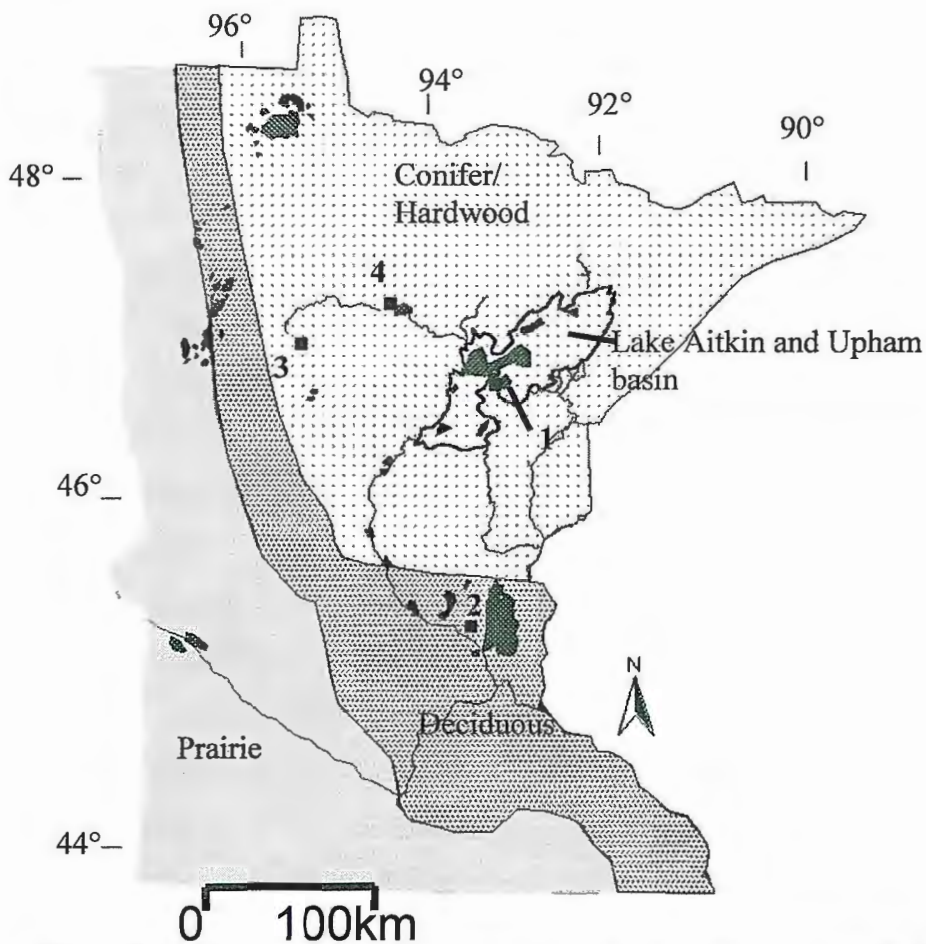 96°
94°
92°
90°
48°
Conifer/
Hardwood
4
Lake Aitkin and Upham
basin
3
1
46°
2
N
Deciduous
Prairie
44°
0 100km